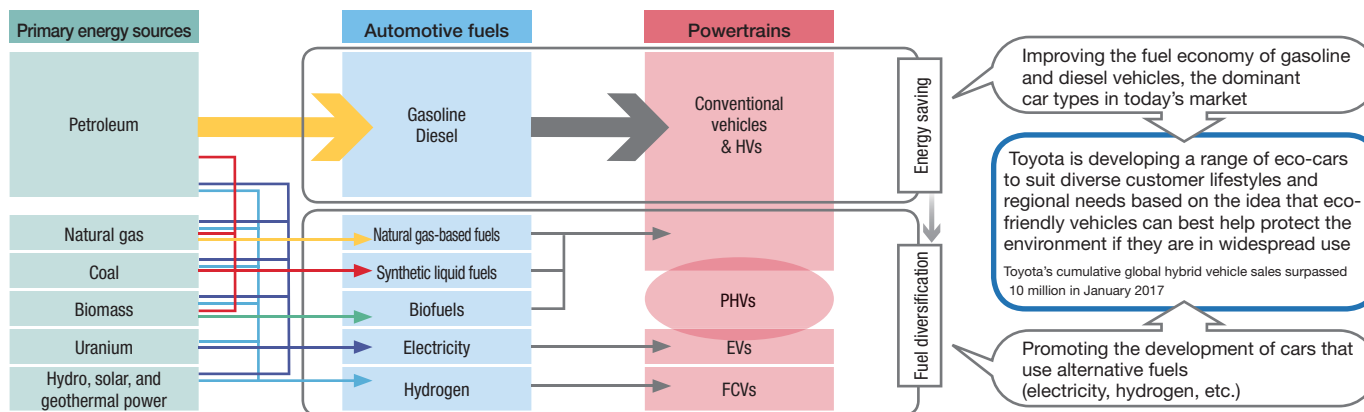 Primary energy sources
Automotive fuels
Powertrains
Petroleum
Gasoline
Diesel
Conventional
vehicles
& HVs
Energy saving
Improving the fuel economy of gasoline
and diesel vehicles, the dominant
car types in today's market
Toyota is developing a range of eco-cars
to suit diverse customer lifestyles and
regional needs based on the idea that eco-
friendly vehicles can best help protect the
environment if they are in widespread use
Toyota's cumulative global hybrid vehicle sales surpassed
10 million in January 2017
Natural gas
Natural gas-based fuels
Coal
Synthetic liquid fuels
Biomass
Biofuels
PHVs
Uranium
Electricity
EVs
Hydro, solar, and
geothermal power
Hydrogen
FCVs
Fuel diversification
Promoting the development of cars that
use alternative fuels
(electricity, hydrogen, etc.)